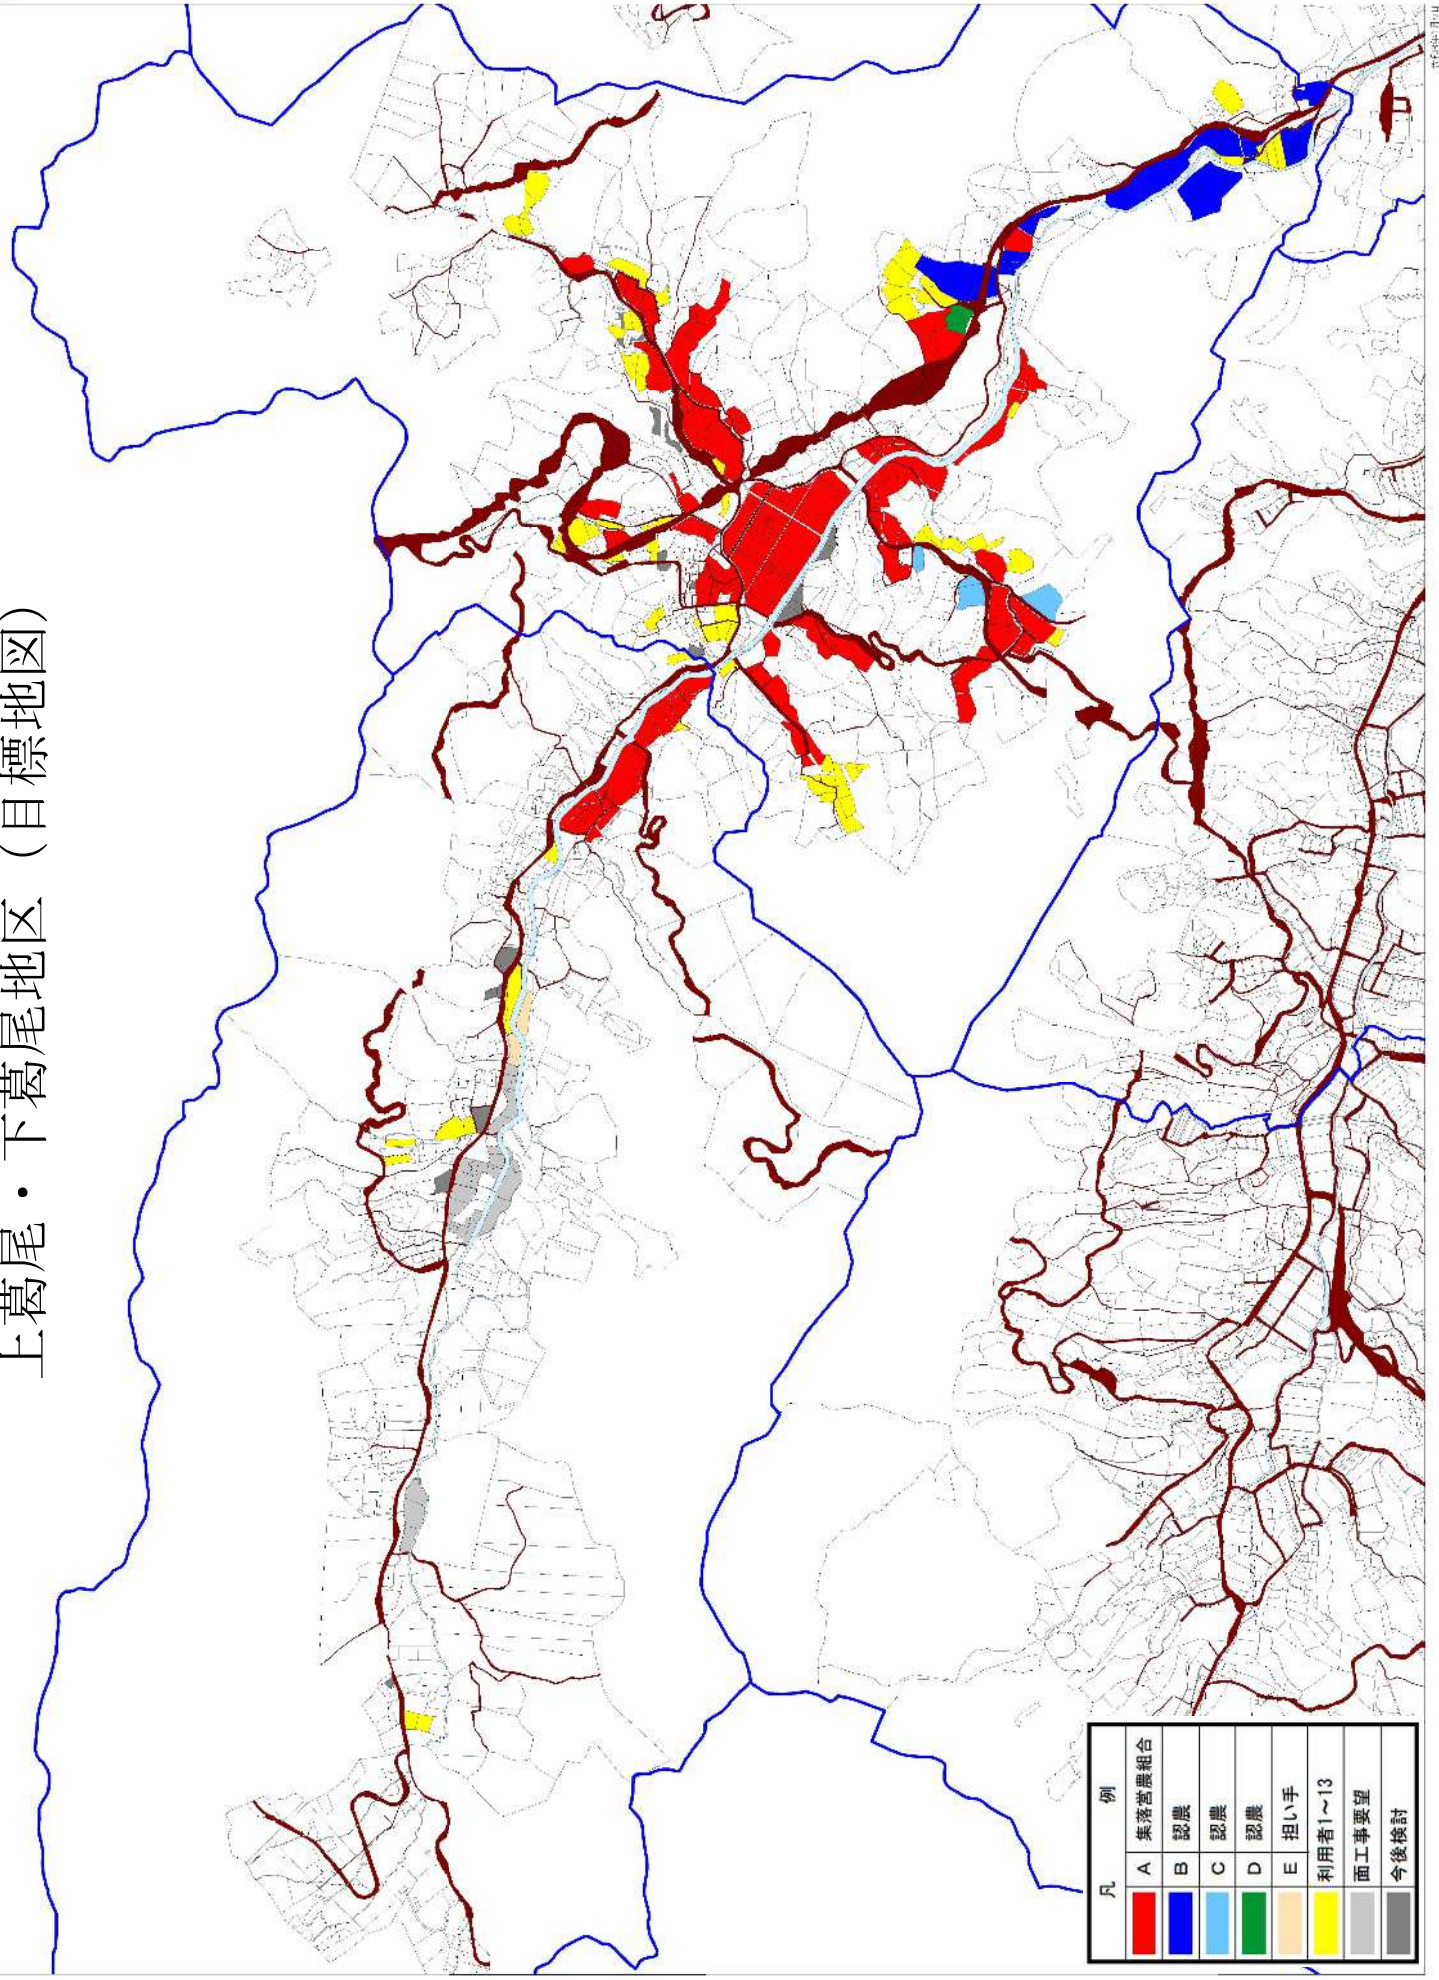 上葛尾・下葛尾地区（目標地図）
凡 例
A 集落営農組合
B 認農
C 認農
D 認農
E 担い手
利用者1～13
面工事要望
今後検討